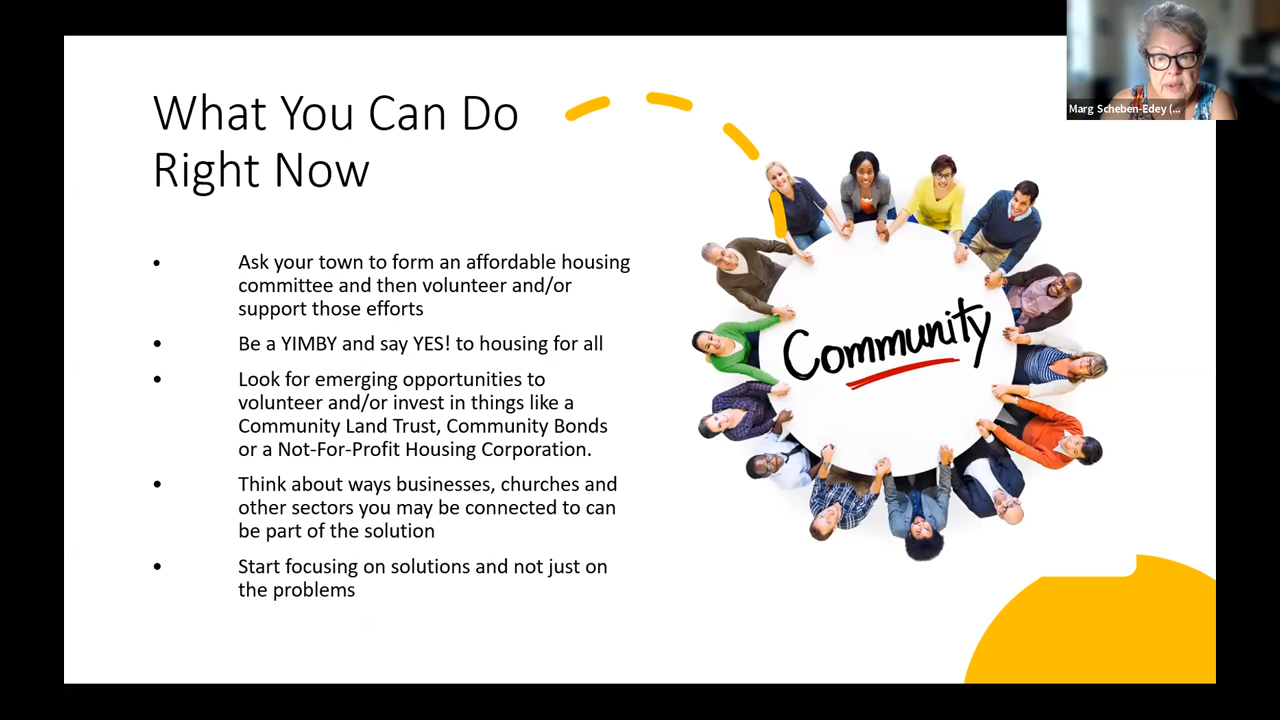 What You Can Do
Right Now
Marg Scheben-Edey (...
• Ask your town to form an affordable housing
committee and then volunteer and/or
support those efforts
• Be a YIMBY and say YES! to housing for all
• Look for emerging opportunities to
volunteer and/or invest in things like a
Community Land Trust, Community Bonds
or a Not-For-Profit Housing Corporation.
• Think about ways businesses, churches and
other sectors you may be connected to can
be part of the solution
• Start focusing on solutions and not just on
the problems
Community